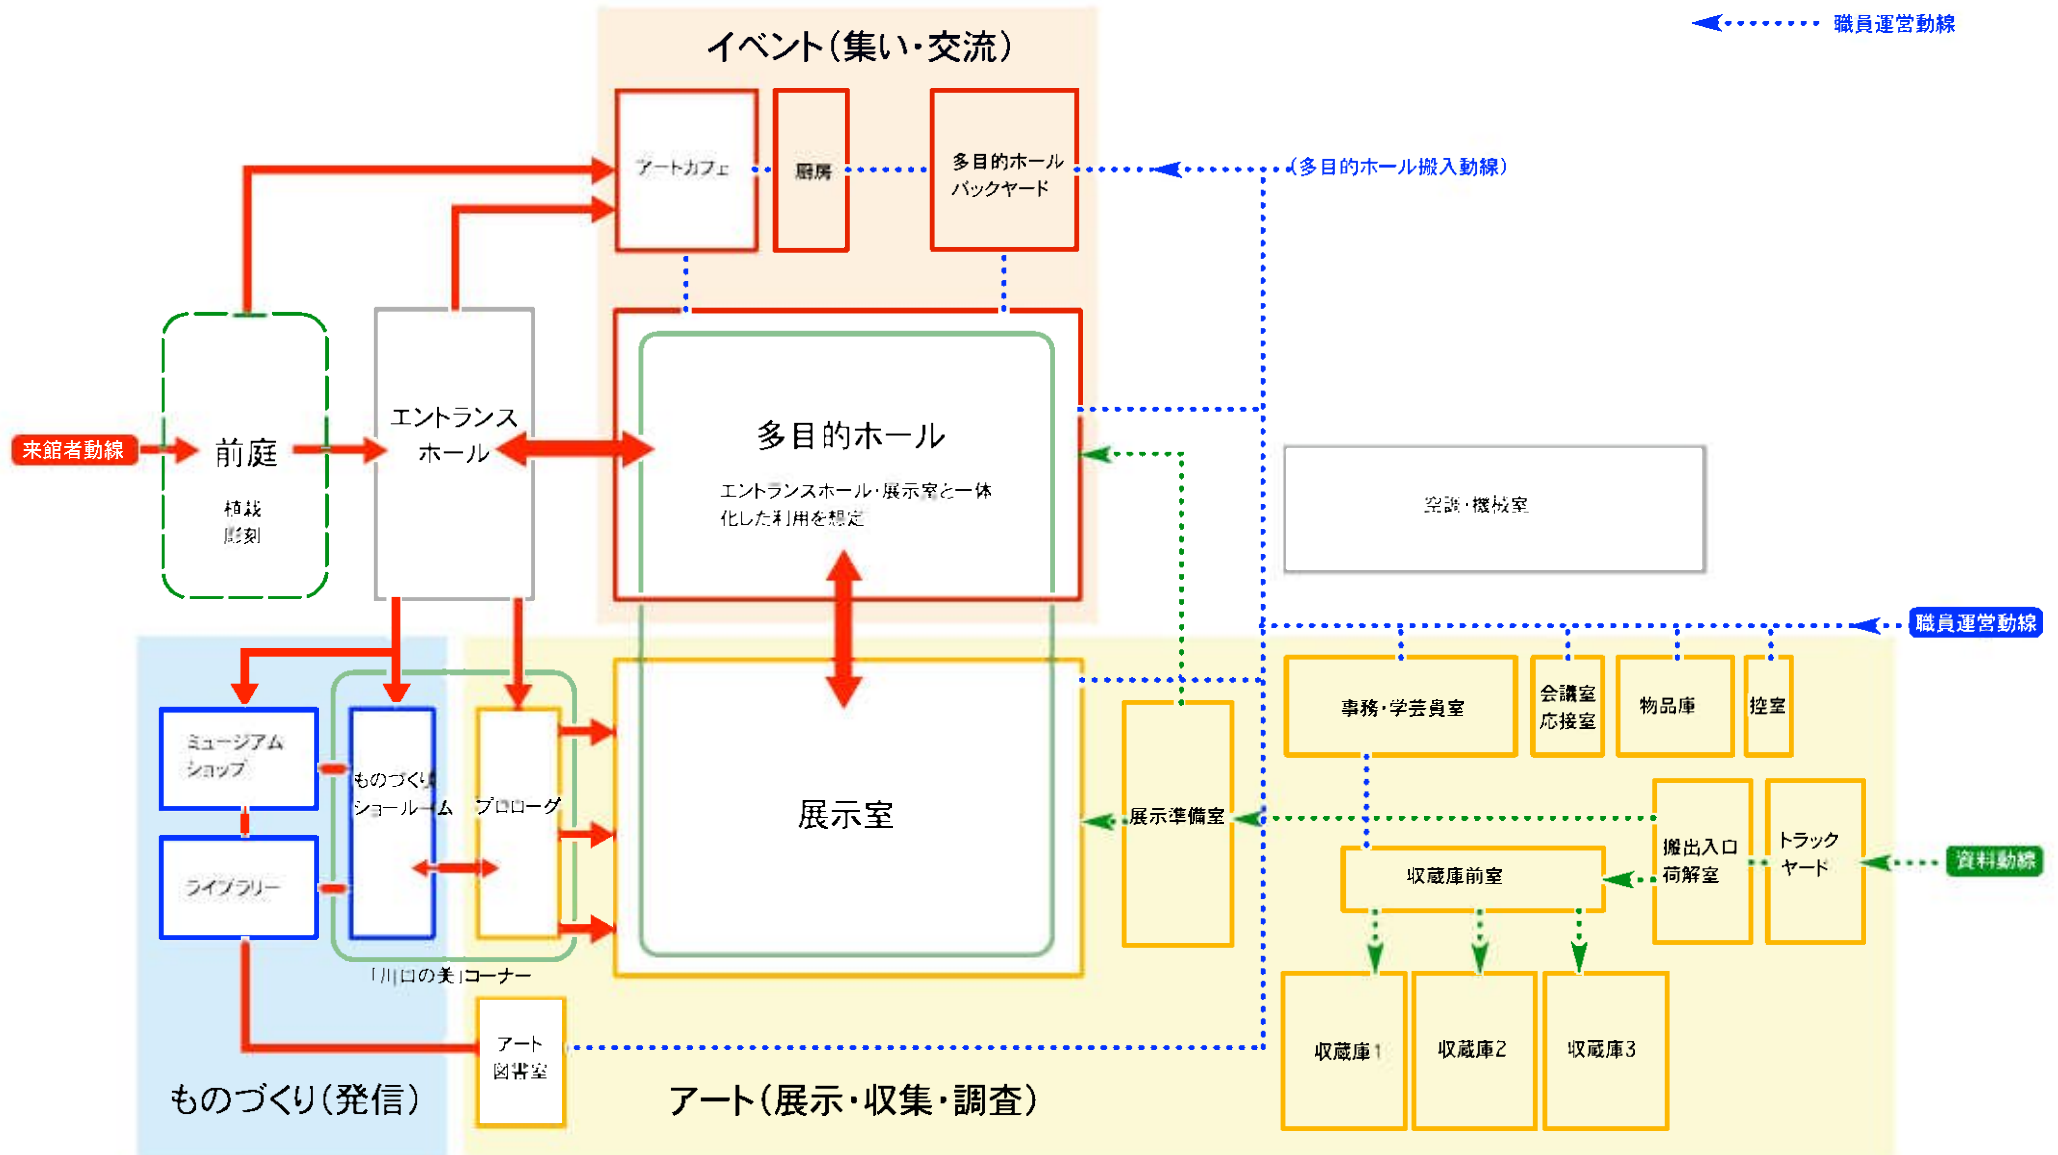 職員運営動線
イベント（集い・交流）
アートカフェ
厨房
多目的ホール
バックヤード
（多目的ホール搬入動線）
来館者動線
前庭
植栽
彫刻
エントランス
ホール
多目的ホール
エントランスホール・展示室と一体
化した利用を想定
空調・機械室
職員運営動線
事務・学芸員室
会議室
応接室
物品庫
控室
ミュージアム
ショップ
ものづくり
ショールーム
プロローグ
展示室
展示準備室
搬出入口
荷解室
トラック
ヤード
資料動線
ライブラリー
収蔵庫前室
「川口の美」コーナー
アート
図書室
収蔵庫1
収蔵庫2
収蔵庫3
ものづくり（発信）
アート（展示・収集・調査）